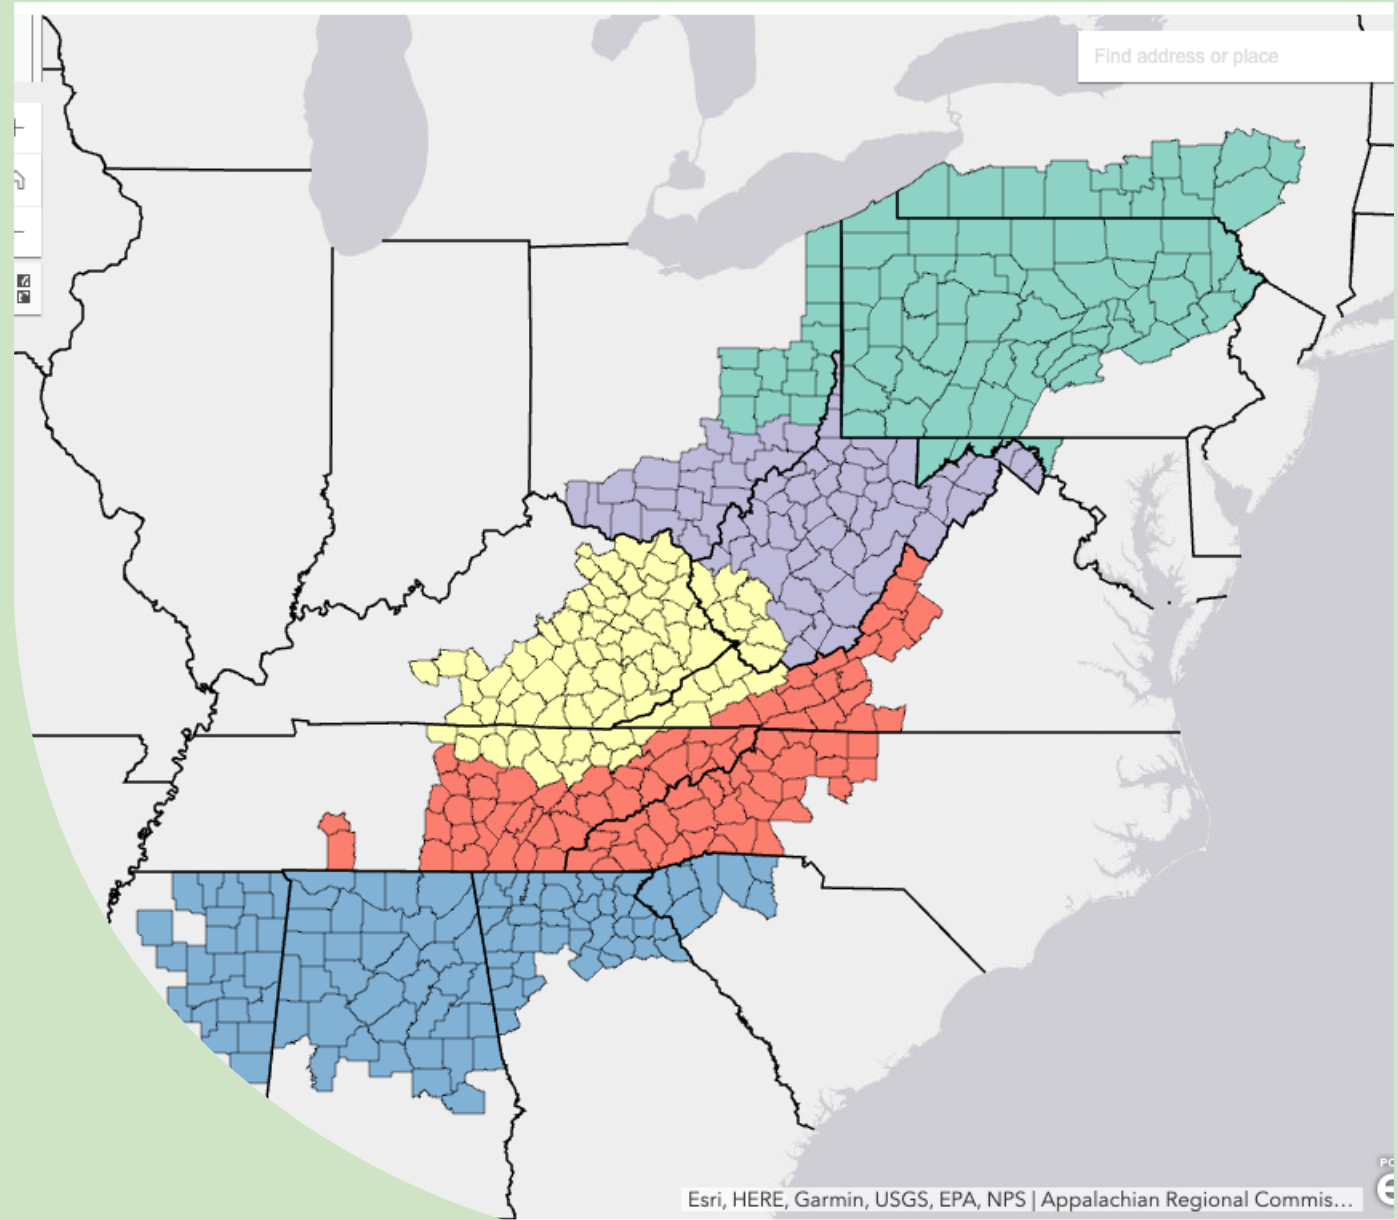 Find address or place
Esri, HERE, Garmin, USGS, EPA, NPS | Appalachian Regional Commis...